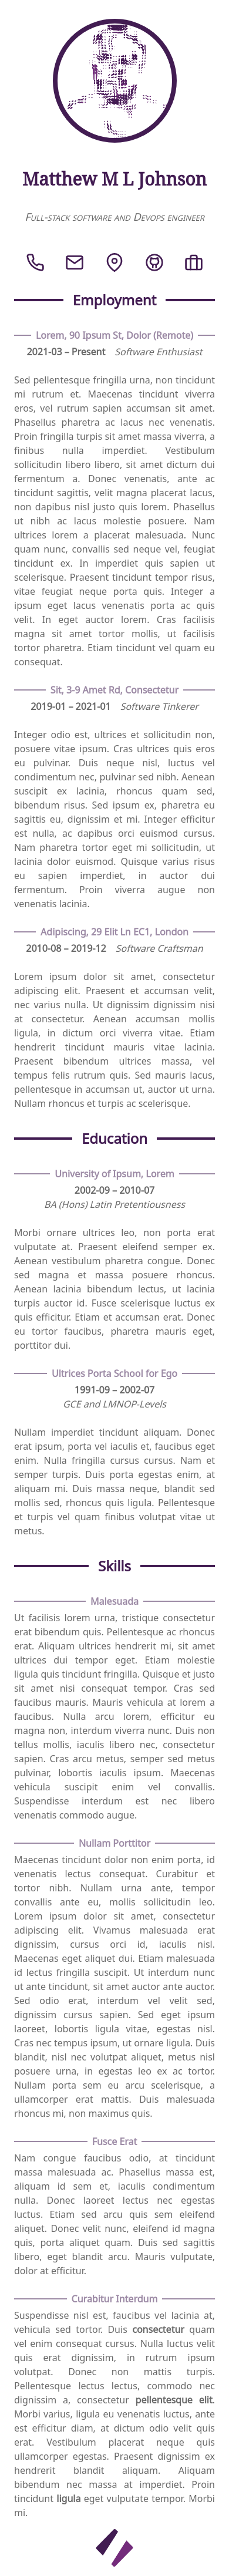 Matthew M L Johnson
Full-stack software and Devops engineer
Employment
Lorem, 90 Ipsum St, Dolor (Remote)
2021-03 – Present Software Enthusiast
Sed pellentesque fringilla urna, non tincidunt
mi rutrum et. Maecenas tincidunt viverra
eros, vel rutrum sapien accumsan sit amet.
Phasellus pharetra ac lacus nec venenatis.
Proin fringilla turpis sit amet massa viverra, a
finibus nulla imperdiet. Vestibulum
sollicitudin libero libero, sit amet dictum dui
fermentum a. Donec venenatis, ante ac
tincidunt sagittis, velit magna placerat lacus,
non dapibus nisl justo quis lorem. Phasellus
ut nibh ac lacus molestie posuere. Nam
ultrices lorem a placerat malesuada. Nunc
quam nunc, convallis sed neque vel, feugiat
tincidunt ex. In imperdiet quis sapien ut
scelerisque. Praesent tincidunt tempor risus,
vitae feugiat neque porta quis. Integer a
ipsum eget lacus venenatis porta ac quis
velit. In eget auctor lorem. Cras facilisis
magna sit amet tortor mollis, ut facilisis
tortor pharetra. Etiam tincidunt vel quam eu
consequat.
Sit, 3-9 Amet Rd, Consectetur
2019-01 – 2021-01 Software Tinkerer
Integer odio est, ultrices et sollicitudin non,
posuere vitae ipsum. Cras ultrices quis eros
eu pulvinar. Duis neque nisl, luctus vel
condimentum nec, pulvinar sed nibh. Aenean
suscipit ex lacinia, rhoncus quam sed,
bibendum risus. Sed ipsum ex, pharetra eu
sagittis eu, dignissim et mi. Integer efficitur
est nulla, ac dapibus orci euismod cursus.
Nam pharetra tortor eget mi sollicitudin, ut
lacinia dolor euismod. Quisque varius risus
eu sapien imperdiet, in auctor dui
fermentum. Proin viverra augue non
venenatis lacinia.
Adipiscing, 29 Elit Ln EC1, London
2010-08 – 2019-12 Software Craftsman
Lorem ipsum dolor sit amet, consectetur
adipiscing elit. Praesent et accumsan velit,
nec varius nulla. Ut dignissim dignissim nisi
at consectetur. Aenean accumsan mollis
ligula, in dictum orci viverra vitae. Etiam
hendrerit tincidunt mauris vitae lacinia.
Praesent bibendum ultrices massa, vel
tempus felis rutrum quis. Sed mauris lacus,
pellentesque in accumsan ut, auctor ut urna.
Nullam rhoncus et turpis ac scelerisque.
Education
University of Ipsum, Lorem
2002-09 – 2010-07
BA (Hons) Latin Pretentiousness
Morbi ornare ultrices leo, non porta erat
vulputate at. Praesent eleifend semper ex.
Aenean vestibulum pharetra congue. Donec
sed magna et massa posuere rhoncus.
Aenean lacinia bibendum lectus, ut lacinia
turpis auctor id. Fusce scelerisque luctus ex
quis efficitur. Etiam et accumsan erat. Donec
eu tortor faucibus, pharetra mauris eget,
porttitor dui.
Ultrices Porta School for Ego
1991-09 – 2002-07
GCE and LMNOP-Levels
Nullam imperdiet tincidunt aliquam. Donec
erat ipsum, porta vel iaculis et, faucibus eget
enim. Nulla fringilla cursus cursus. Nam et
semper turpis. Duis porta egestas enim, at
aliquam mi. Duis massa neque, blandit sed
mollis sed, rhoncus quis ligula. Pellentesque
et turpis vel quam finibus volutpat vitae ut
metus.
Skills
Malesuada
Ut facilisis lorem urna, tristique consectetur
erat bibendum quis. Pellentesque ac rhoncus
erat. Aliquam ultrices hendrerit mi, sit amet
ultrices dui tempor eget. Etiam molestie
ligula quis tincidunt fringilla. Quisque et justo
sit amet nisi consequat tempor. Cras sed
faucibus mauris. Mauris vehicula at lorem a
faucibus. Nulla arcu lorem, efficitur eu
magna non, interdum viverra nunc. Duis non
tellus mollis, iaculis libero nec, consectetur
sapien. Cras arcu metus, semper sed metus
pulvinar, lobortis iaculis ipsum. Maecenas
vehicula suscipit enim vel convallis.
Suspendisse interdum est nec libero
venenatis commodo augue.
Nullam Porttitor
Maecenas tincidunt dolor non enim porta, id
venenatis lectus consequat. Curabitur et
tortor nibh. Nullam urna ante, tempor
convallis ante eu, mollis sollicitudin leo.
Lorem ipsum dolor sit amet, consectetur
adipiscing elit. Vivamus malesuada erat
dignissim, cursus orci id, iaculis nisl.
Maecenas eget aliquet dui. Etiam malesuada
id lectus fringilla suscipit. Ut interdum nunc
ut ante tincidunt, sit amet auctor ante auctor.
Sed odio erat, interdum vel velit sed,
dignissim cursus sapien. Sed eget ipsum
laoreet, lobortis ligula vitae, egestas nisl.
Cras nec tempus ipsum, ut ornare ligula. Duis
blandit, nisl nec volutpat aliquet, metus nisl
posuere urna, in egestas leo ex ac tortor.
Nullam porta sem eu arcu scelerisque, a
ullamcorper erat mattis. Duis malesuada
rhoncus mi, non maximus quis.
Fusce Erat
Nam congue faucibus odio, at tincidunt
massa malesuada ac. Phasellus massa est,
aliquam id sem et, iaculis condimentum
nulla. Donec laoreet lectus nec egestas
luctus. Etiam sed arcu quis sem eleifend
aliquet. Donec velit nunc, eleifend id magna
quis, porta aliquet quam. Duis sed sagittis
libero, eget blandit arcu. Mauris vulputate,
dolor at efficitur.
Curabitur Interdum
Suspendisse nisl est, faucibus vel lacinia at,
vehicula sed tortor. Duis consectetur quam
vel enim consequat cursus. Nulla luctus velit
quis erat dignissim, in rutrum ipsum
volutpat. Donec non mattis turpis.
Pellentesque lectus lectus, commodo nec
dignissim a, consectetur pellentesque elit.
Morbi varius, ligula eu venenatis luctus, ante
est efficitur diam, at dictum odio velit quis
erat. Vestibulum placerat neque quis
ullamcorper egestas. Praesent dignissim ex
hendrerit blandit aliquam. Aliquam
bibendum nec massa at imperdiet. Proin
tincidunt ligula eget vulputate tempor. Morbi
mi.